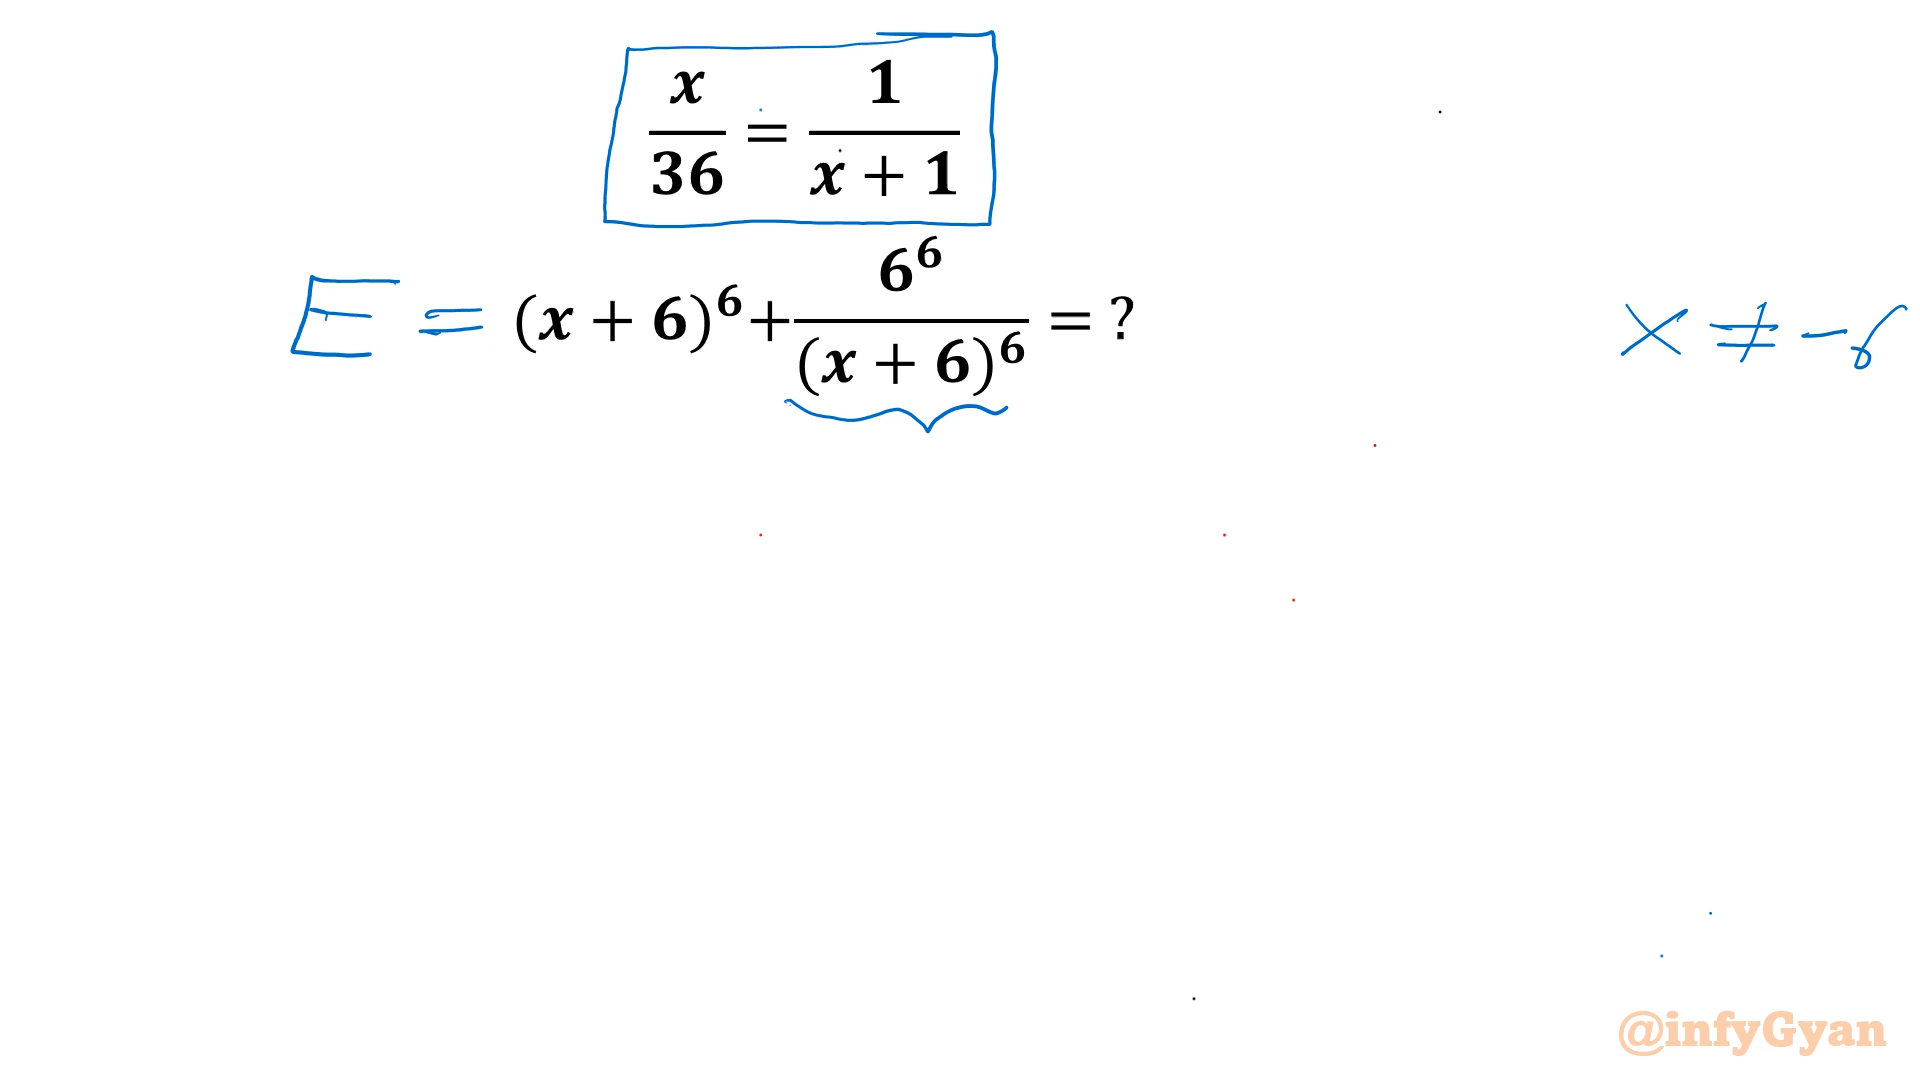 x/36 = 1/(x + 1)
E = (x + 6)^6 + 6^6/(x + 6)^6 = ?
x ≠ -6
@infyGyan